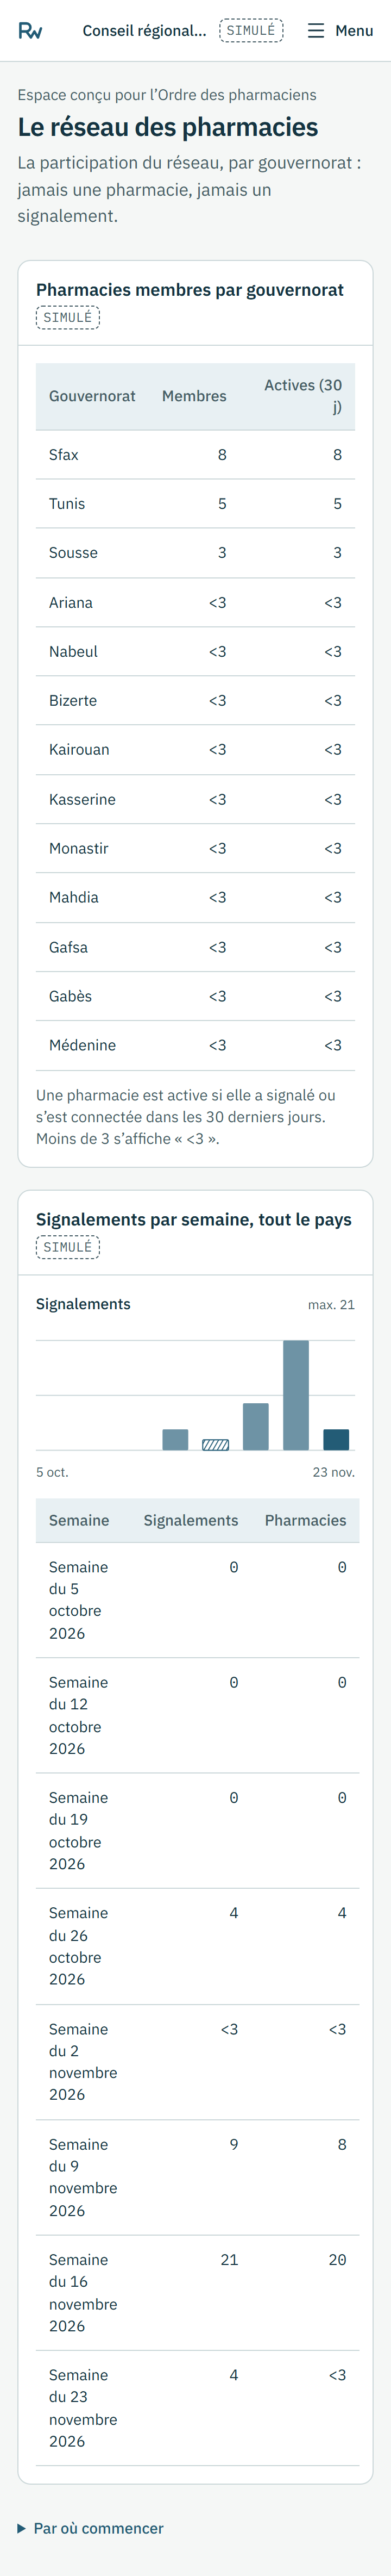 Rw
Conseil régional... SIMULÉ Menu
Espace conçu pour l’Ordre des pharmaciens
Le réseau des pharmacies
La participation du réseau, par gouvernorat :
jamais une pharmacie, jamais un
signalement.
Pharmacies membres par gouvernorat
SIMULÉ
Gouvernorat Membres Actives (30
j)
Sfax 8 8
Tunis 5 5
Sousse 3 3
Ariana <3 <3
Nabeul <3 <3
Bizerte <3 <3
Kairouan <3 <3
Kasserine <3 <3
Monastir <3 <3
Mahdia <3 <3
Gafsa <3 <3
Gabès <3 <3
Médenine <3 <3
Une pharmacie est active si elle a signalé ou
s’est connectée dans les 30 derniers jours.
Moins de 3 s’affiche « <3 ».
Signalements par semaine, tout le pays
SIMULÉ
Signalements max. 21
5 oct. 23 nov.
Semaine Signalements Pharmacies
Semaine 0 0
du 5
octobre
2026
Semaine 0 0
du 12
octobre
2026
Semaine 0 0
du 19
octobre
2026
Semaine 4 4
du 26
octobre
2026
Semaine <3 <3
du 2
novembre
2026
Semaine 9 8
du 9
novembre
2026
Semaine 21 20
du 16
novembre
2026
Semaine 4 <3
du 23
novembre
2026
Par où commencer